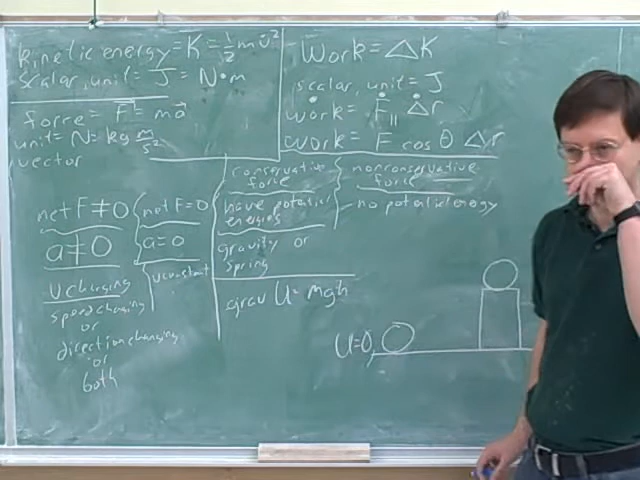 kinetic energy = K = ½ m v²
scalar, unit = J = N•m
force = F⃗ = ma⃗
unit = N = kg m/s²
vector
Work = ΔK
scalar, unit = J
work = F|| Δr
work = F cos θ Δr
net F ≠ 0
a ≠ 0
v changing
speed changing
or
direction changing
or
both
net F = 0
a = 0
v constant
conservative
force
have potential
energies
gravity or
spring
grav U = mgh
nonconservative
force
no potential energy
U=0